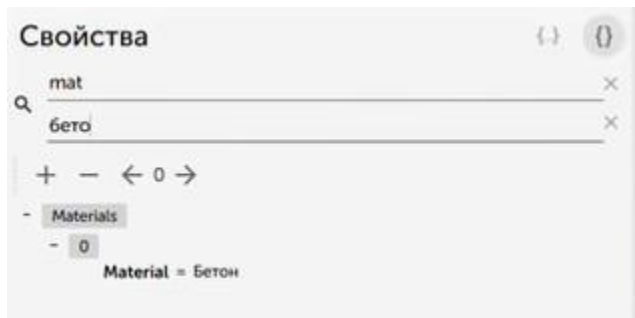 Свойства {..} {}
mat ×
бето ×
+ − ← 0 →
- Materials
- 0
Material = Бетон